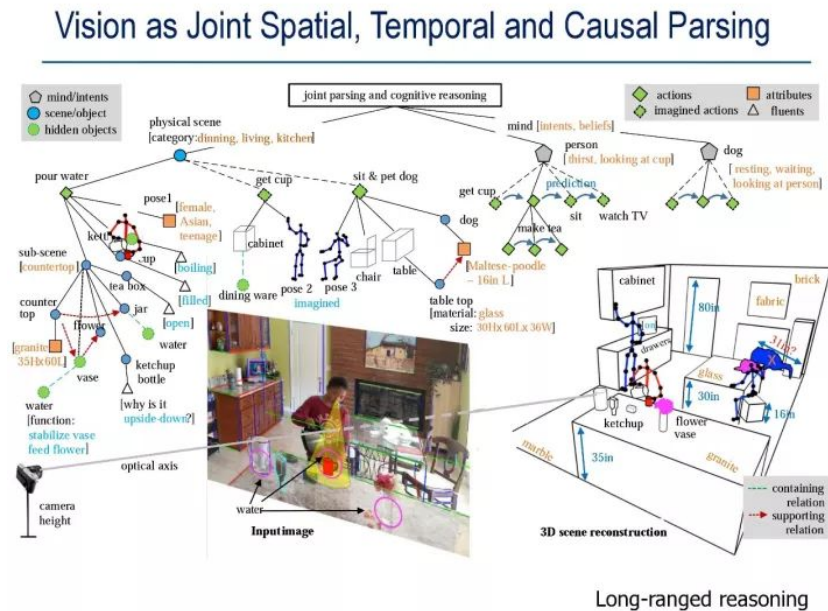 Vision as Joint Spatial, Temporal and Causal Parsing
mind/intents
scene/object
hidden objects
joint parsing and cognitive reasoning
actions
attributes
imagined actions
fluents
physical scene
[category:dinning, living, kitchen]
mind [intents, beliefs]
person
[thirst, looking at cup]
dog
[resting, waiting,
looking at person]
pour water
pose1
[female,
Asian,
teenage]
get cup
sit & pet dog
get cup
prediction
sit
watch TV
make tea
dog
cabinet
dining ware
pose 2
imagined
pose 3
chair
table
[Maltese-poodle
– 16in L]
table top
[material: glass
size: 30Hx60Lx36W]
sub-scene
[countertop]
[boiling]
tea box
[filled]
counter
top
jar
[open]
flower
water
[granite
35Hx60L]
vase
ketchup
bottle
water
[function:
stabilize vase
feed flower]
[why is it
upside-down?]
optical axis
camera
height
water
Input image
cabinet
brick
80in
fabric
drawers
glass
30in
16in
ketchup
flower
vase
marble
35in
granite
3D scene reconstruction
containing
relation
supporting
relation
Long-ranged reasoning